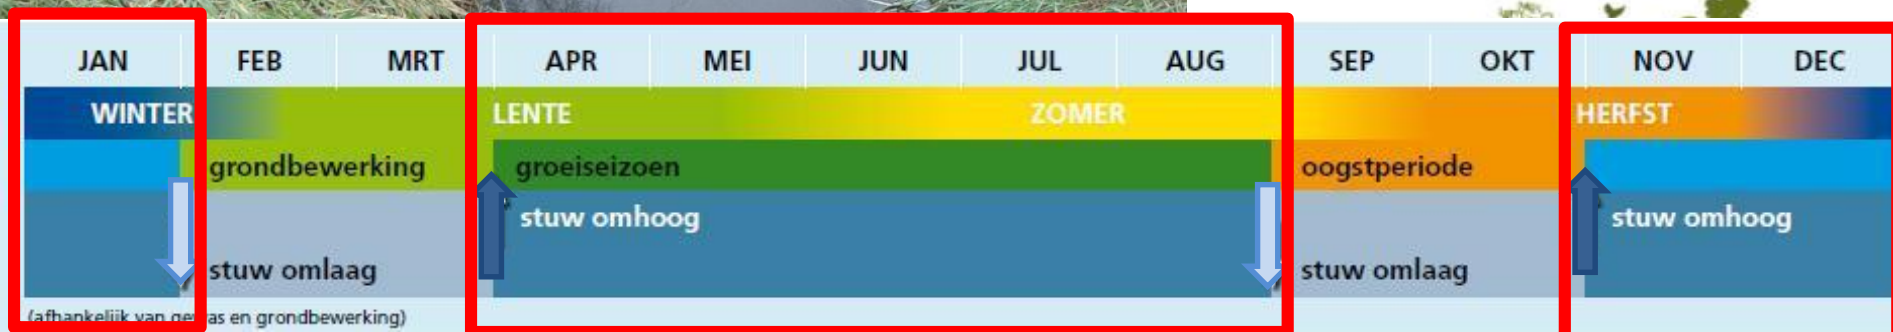 JAN FEB MRT APR MEI JUN JUL AUG SEP OKT NOV DEC
WINTER LENTE ZOMER HERFST
grondbewerking groeiseizoen oogstperiode
stuw omhoog stuw omhoog
stuw omlaag stuw omlaag
(afhankelijk van gewas en grondbewerking)